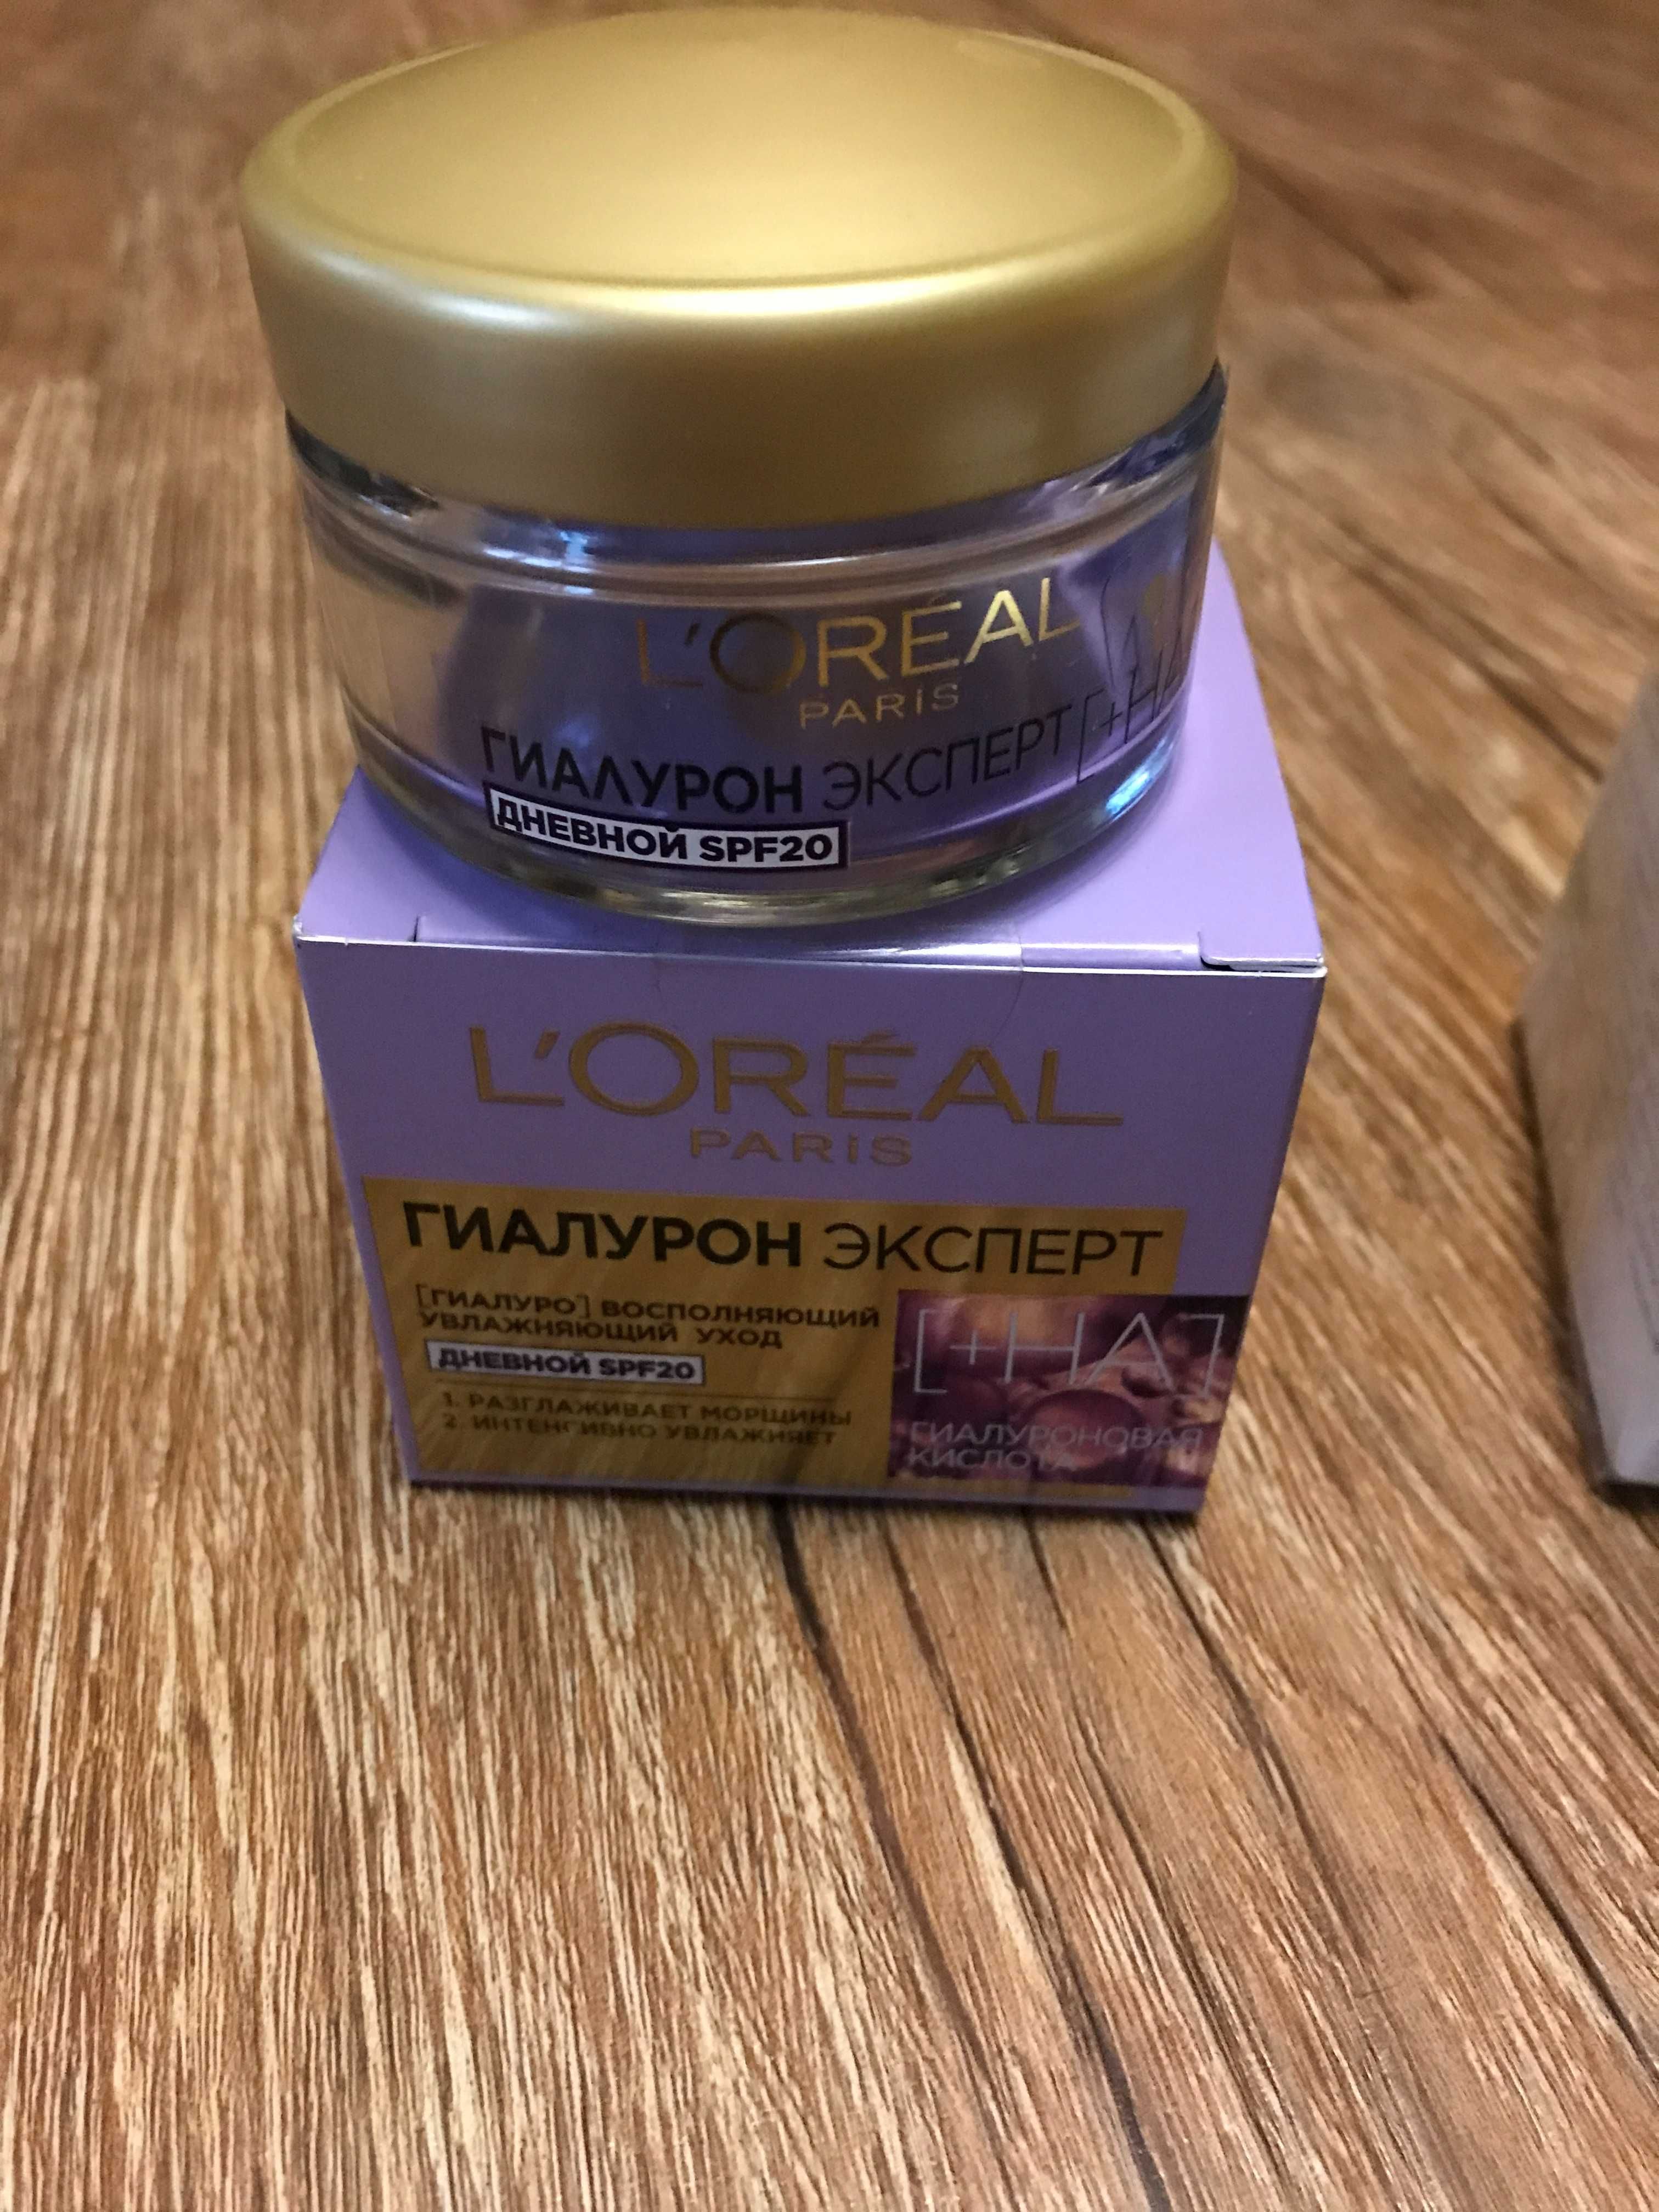 L'ORÉAL
PARIS
ГИАЛУРОН ЭКСПЕРТ [+HA
ДНЕВНОЙ SPF20
L'ORÉAL
PARIS
ГИАЛУРОН ЭКСПЕРТ
[ГИАЛУРО] ВОСПОЛНЯЮЩИЙ
УВЛАЖНЯЮЩИЙ УХОД
ДНЕВНОЙ SPF20
1. РАЗГЛАЖИВАЕТ МОРЩИНЫ
2. ИНТЕНСИВНО УВЛАЖНЯЕТ
[+HA]
ГИАЛУРОНОВАЯ
КИСЛОТА